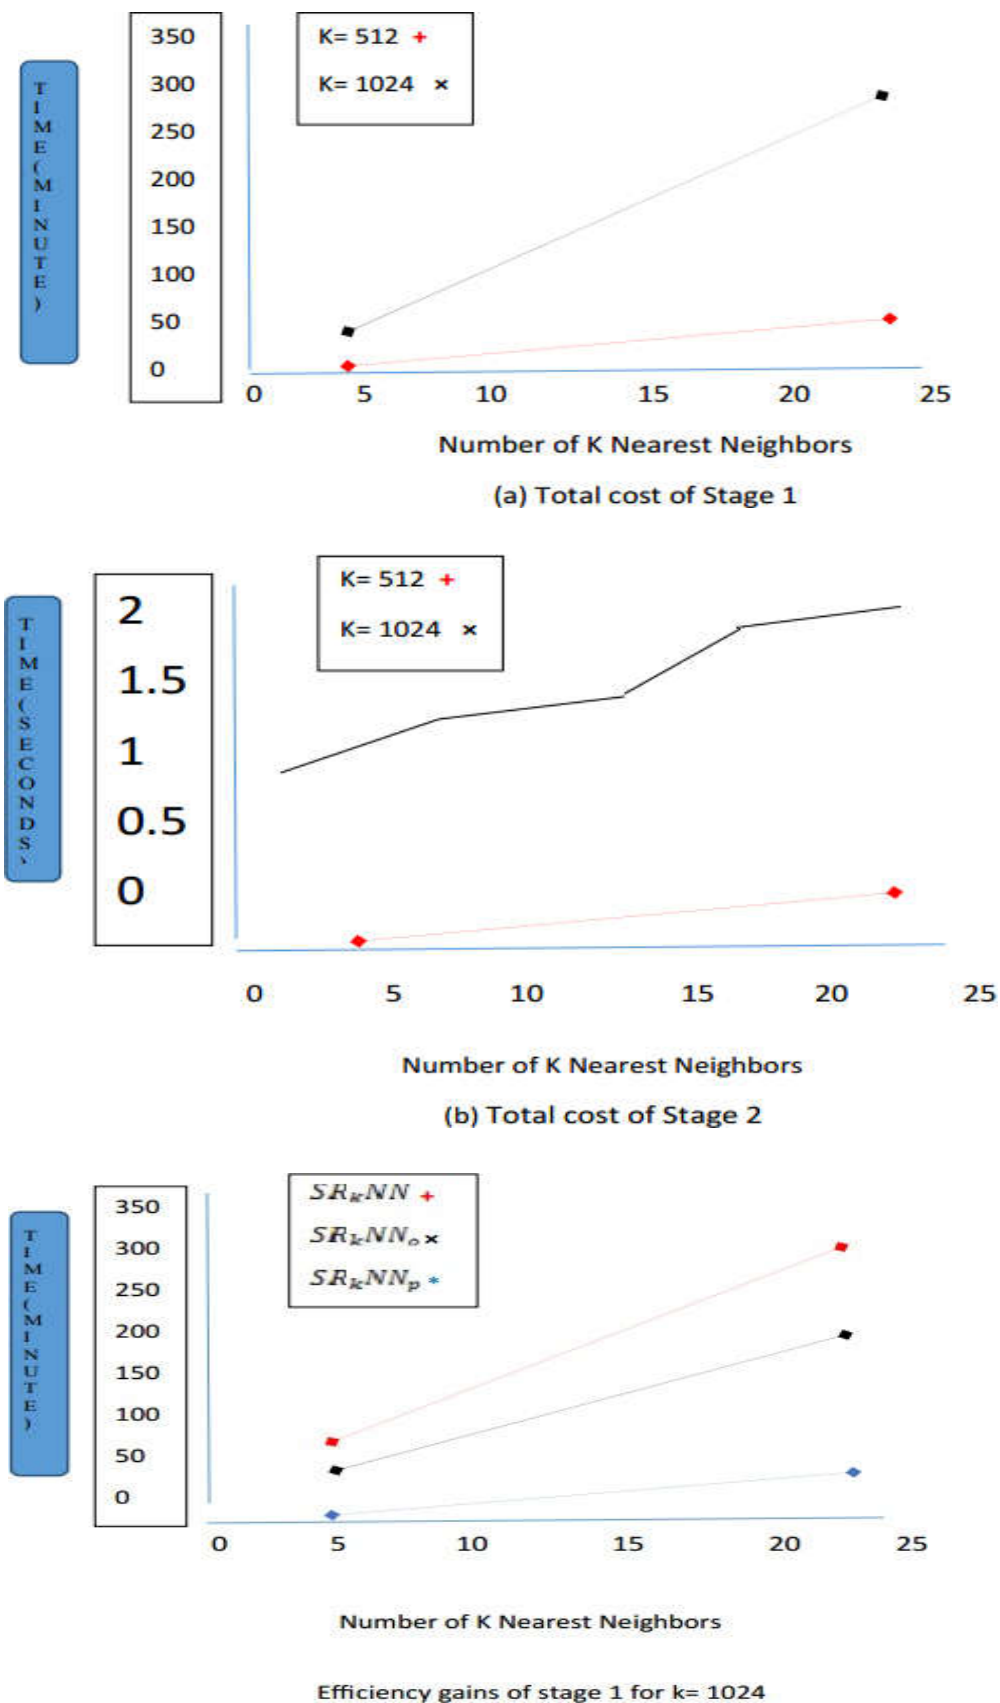 TIME(MINUTE)
350
300
250
200
150
100
50
0
K= 512 +
K= 1024 ×
0 5 10 15 20 25
Number of K Nearest Neighbors
(a) Total cost of Stage 1
TIME(SECONDS)
2
1.5
1
0.5
0
K= 512 +
K= 1024 ×
0 5 10 15 20 25
Number of K Nearest Neighbors
(b) Total cost of Stage 2
TIME(MINUTE)
350
300
250
200
150
100
50
0
SRkNN +
SRkNNo ×
SRkNNp *
0 5 10 15 20 25
Number of K Nearest Neighbors
Efficiency gains of stage 1 for k= 1024